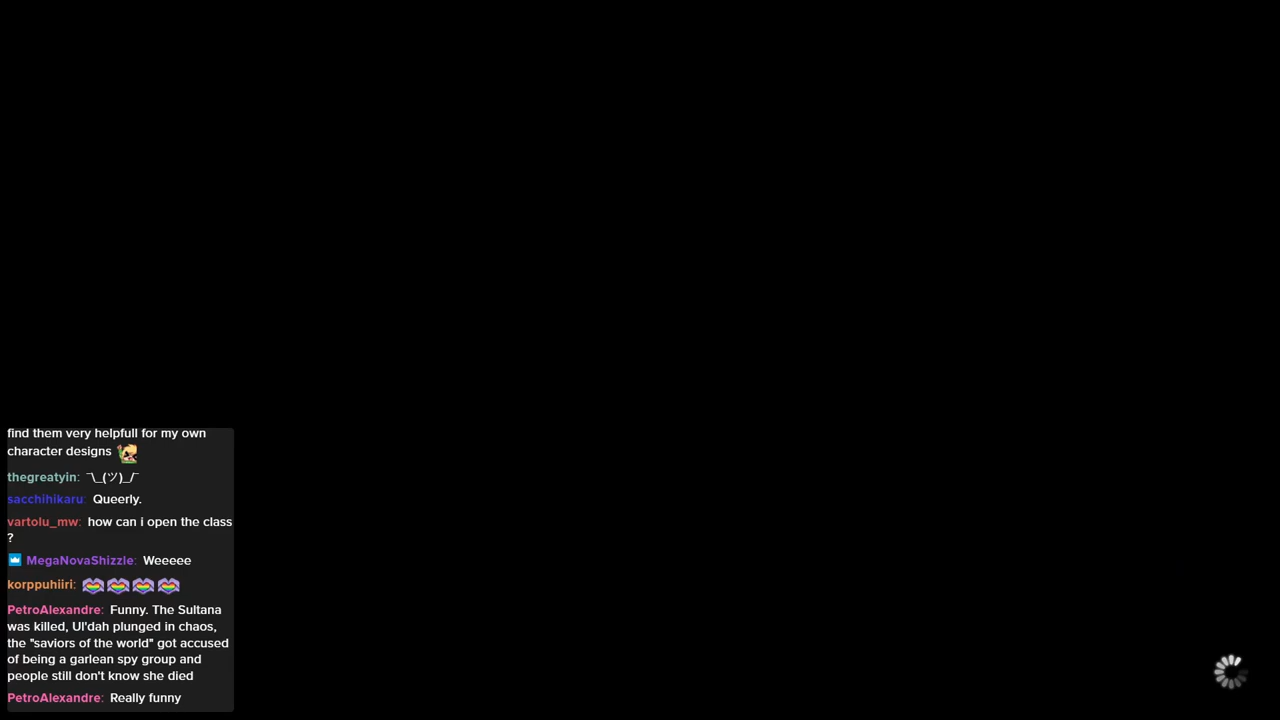 find them very helpfull for my own
character designs
thegreatyin: ¯\_(ツ)_/¯
sacchihikaru: Queerly.
vartolu_mw: how can i open the class
?
MegaNovaShizzle: Weeeee
korppuhiiri:
PetroAlexandre: Funny. The Sultana
was killed, Ul'dah plunged in chaos,
the "saviors of the world" got accused
of being a garlean spy group and
people still don't know she died
PetroAlexandre: Really funny